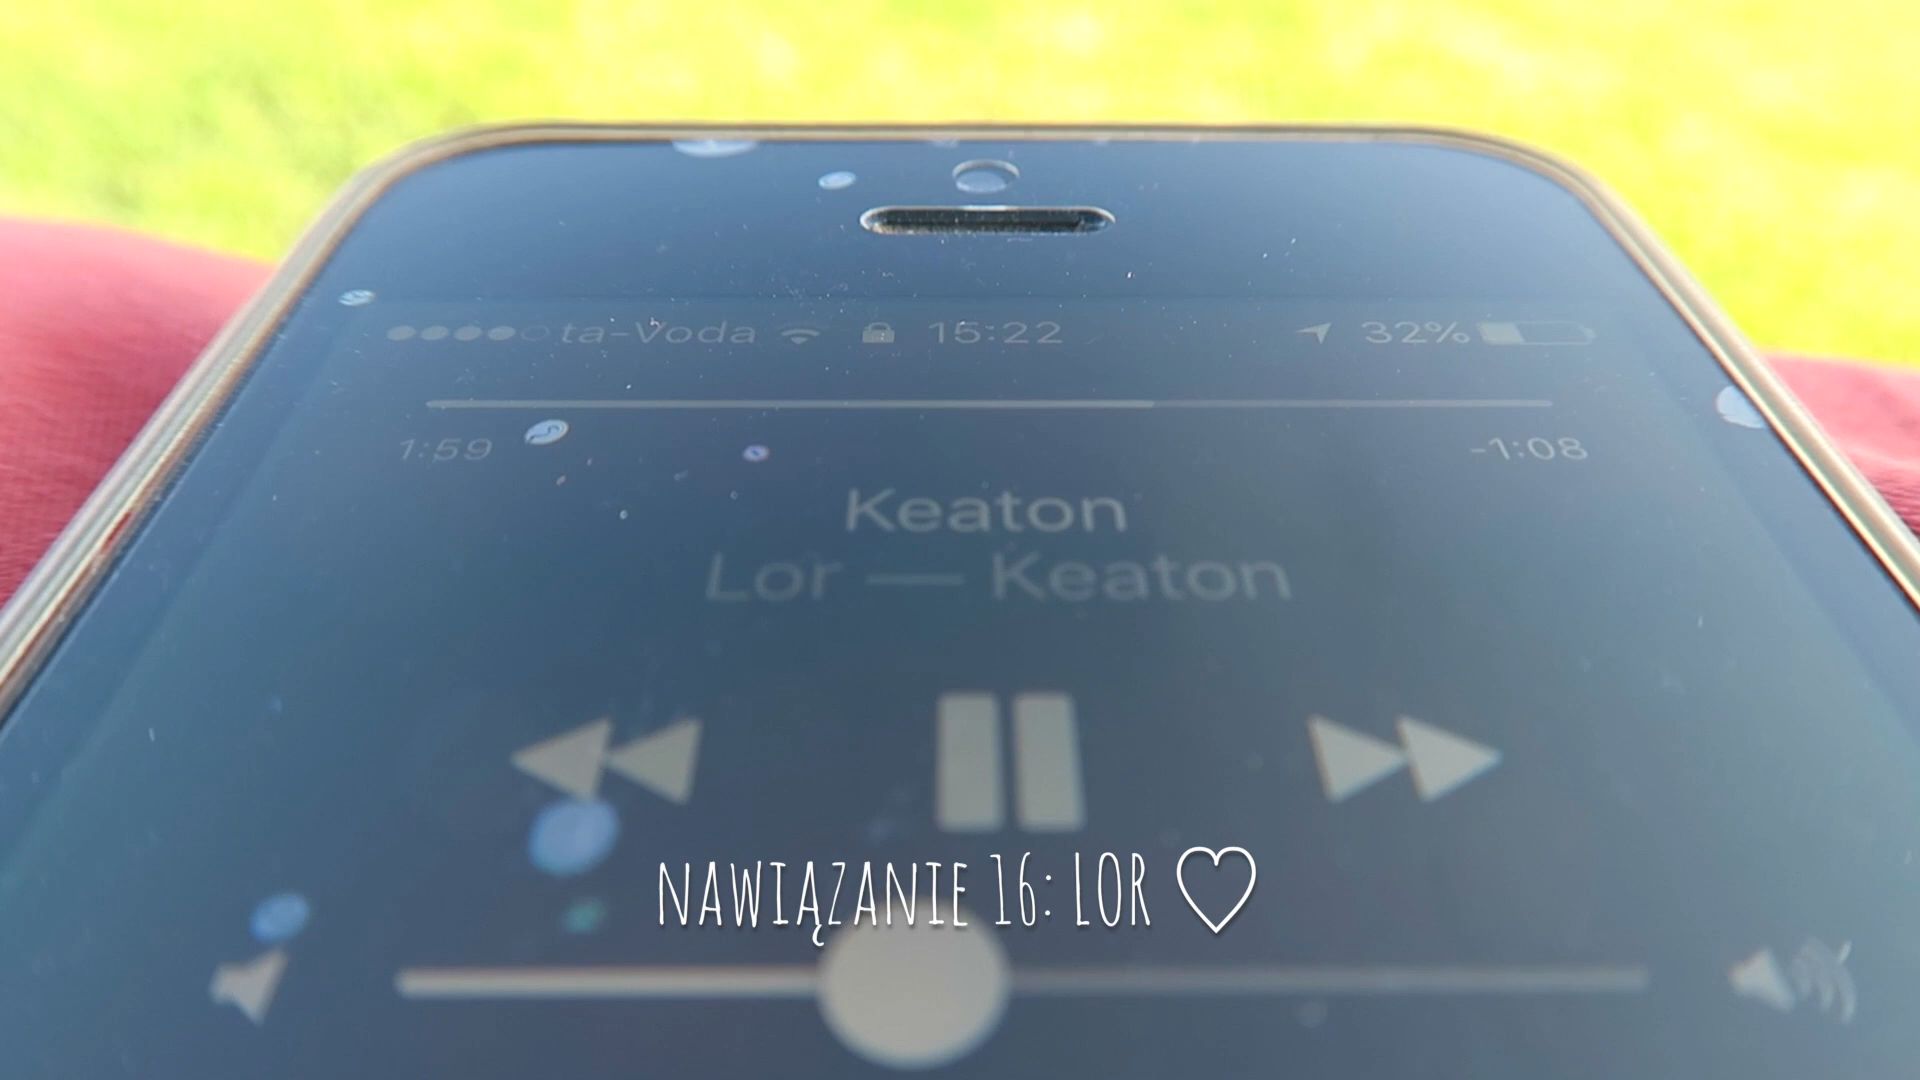 ta-Voda 15:22 32%
1:59 -1:08
Keaton
Lor — Keaton
NAWIĄZANIE 16: LOR ♡